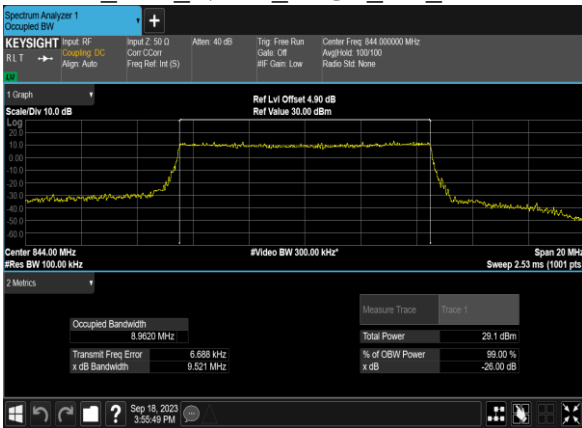 Spectrum Analyzer 1
Occupied BW
+
KEYSIGHT
RLT
LW
Input: RF
Coupling: DC
Align: Auto
Input Z: 50 Ω
Corr CCorr
Freq Ref: Int (S)
Atten: 40 dB
Trig: Free Run
Gate: Off
#IF Gain: Low
Center Freq: 844.000000 MHz
Avg|Hold: 100/100
Radio Std: None
1 Graph
Scale/Div 10.0 dB
Ref Lvl Offset 4.90 dB
Ref Value 30.00 dBm
Log
20.0
10.0
0.00
-10.0
-20.0
-30.0
-40.0
-50.0
-60.0
Center 844.00 MHz
#Res BW 100.00 kHz
#Video BW 300.00 kHz*
Span 20 MHz
Sweep 2.53 ms (1001 pts
2 Metrics
Measure Trace Trace 1
Occupied Bandwidth
8.9620 MHz
Total Power 29.1 dBm
Transmit Freq Error 6.688 kHz
% of OBW Power 99.00 %
x dB Bandwidth 9.521 MHz
x dB -26.00 dB
?
Sep 18, 2023
3:55:49 PM